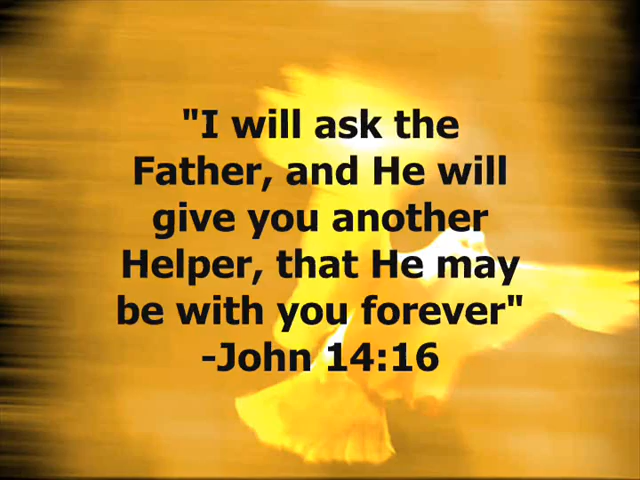 "I will ask the
Father, and He will
give you another
Helper, that He may
be with you forever"
-John 14:16